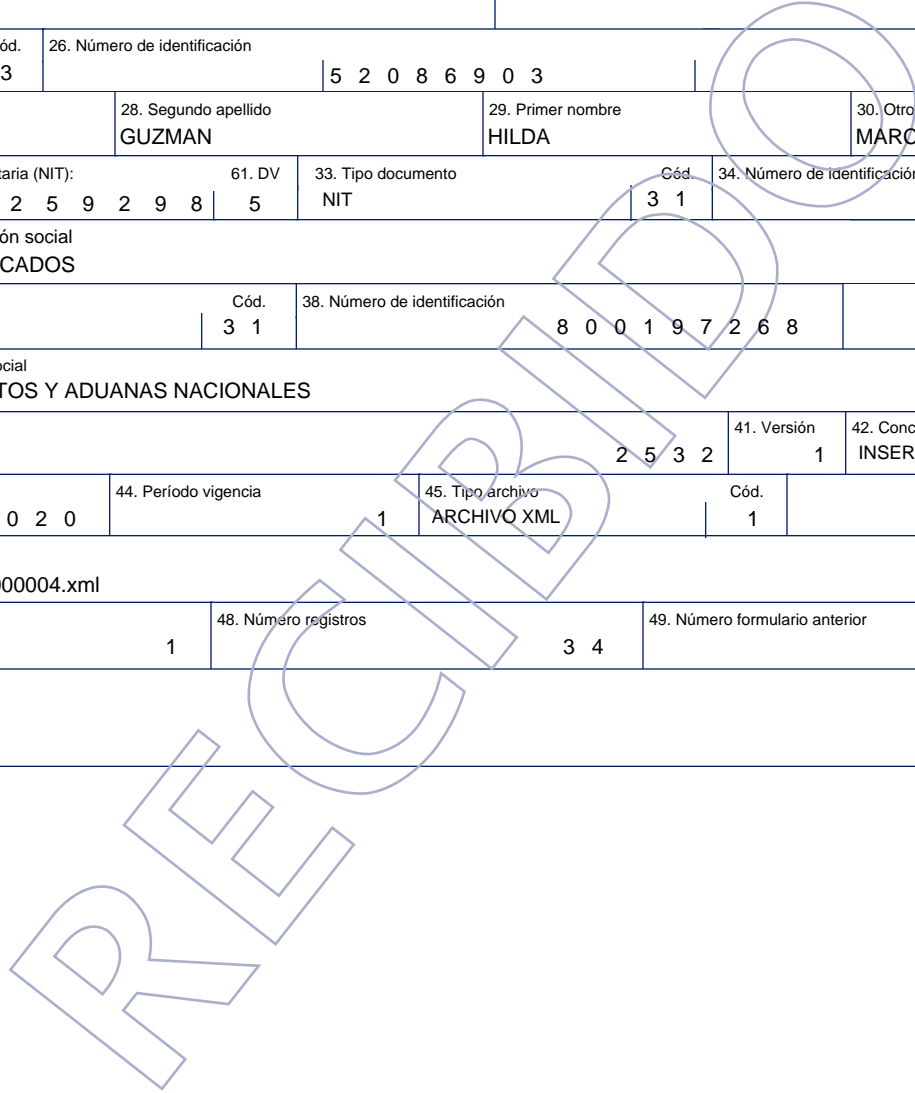 ód. 26. Número de identificación
3 5 2 0 8 6 9 0 3
28. Segundo apellido 29. Primer nombre 30. Otro
GUZMAN HILDA MARC
taria (NIT): 61. DV 33. Tipo documento Cód. 34. Número de identificación
2 5 9 2 9 8 5 NIT 3 1
ón social
CADOS
Cód. 38. Número de identificación
3 1 8 0 0 1 9 7 2 6 8
ocial
TOS Y ADUANAS NACIONALES
41. Versión 42. Conc
2 5 3 2 1 INSER
44. Período vigencia 45. Tipo archivo Cód.
0 2 0 1 ARCHIVO XML 1
000004.xml
48. Número registros 49. Número formulario anterior
1 3 4
RECIBIDO